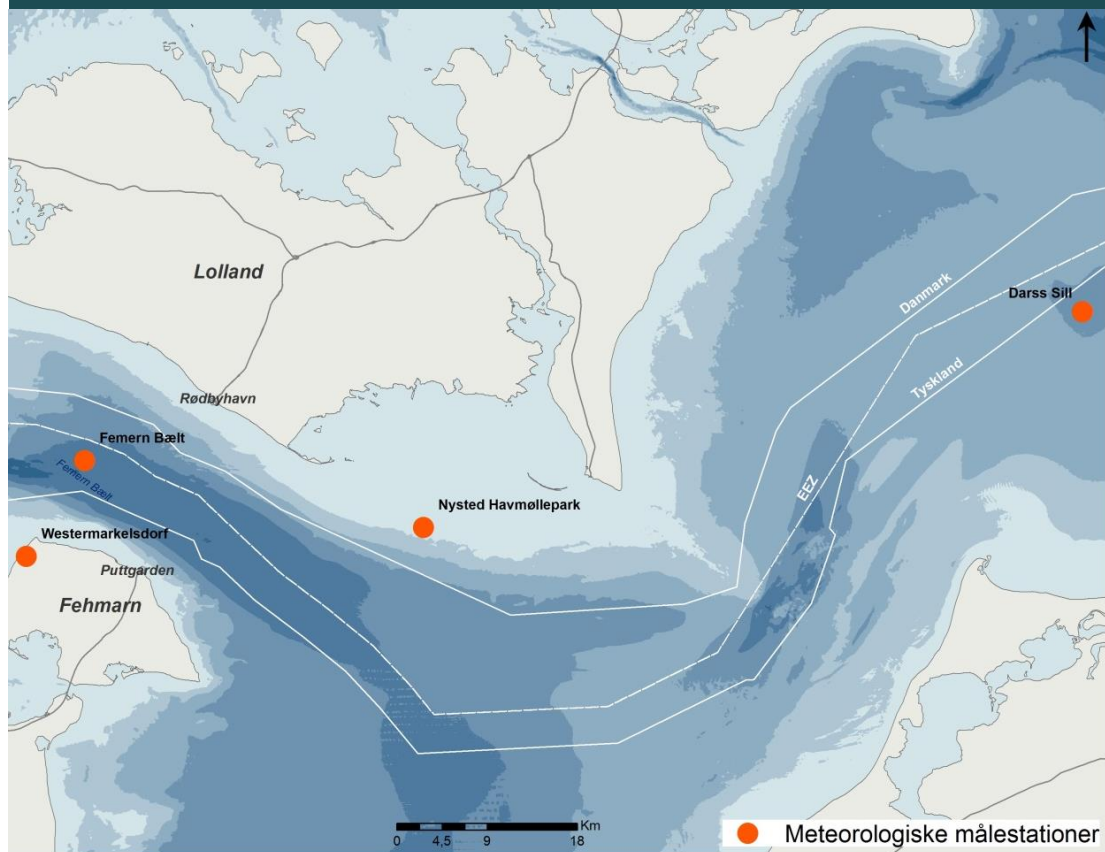 Lolland
Danmark
Darss Sill
Tyskland
Rødbyhavn
Femern Bælt
Femern Bælt
EEZ
Nysted Havmøllepark
Westermarkelsdorf
Puttgarden
Fehmarn
Km
0 4,5 9 18
Meteorologiske målestationer